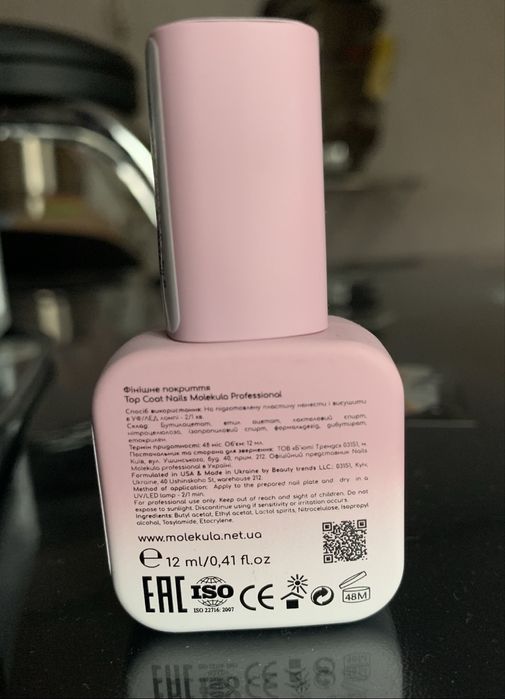 Фінішне покриття
Top Coat Nails Molekula Professional
Спосіб використання: На підготовлену пластину нанести і висушити
в УФ/ЛЕД лампі - 2/1 хв.
Склад: Бутилацетат, етил ацетат, лактоловий спирт,
нітроцелюлоза, ізопропиловий спирт, формальдегід, дибутират,
етокрилен.
Термін придатності: 48 міс. Об'єм: 12 мл.
Постачальник та сторона для звернення: ТОВ «Б'юті Трендс» 03151, м.
Київ, вул. Ушинського, буд. 40, прим. 212. Офіційний представник Nails
Molekula professional в Україні.
Formulated in USA & Made in Ukraine by Beauty trends LLC; 03151, Kyiv,
Ukraine, 40 Ushinskoho St, warehouse 212.
Method of application: Apply to the prepared nail plate and dry in a
UV/LED lamp - 2/1 min.
For professional use only. Keep out of reach and sight of children. Do not
expose to sunlight. Discontinue using if sensitivity or irritation occurs.
Ingredients: Butyl acetat, Ethyl acetat, Lactol spirits, Nitrocelulose, Isopropyl
alcohol, Tosylamide, Etocrylene.
www.molekula.net.ua
℮ 12 ml/0,41 fl.oz
EAC ISO CE 48M
ISO 22716: 2007